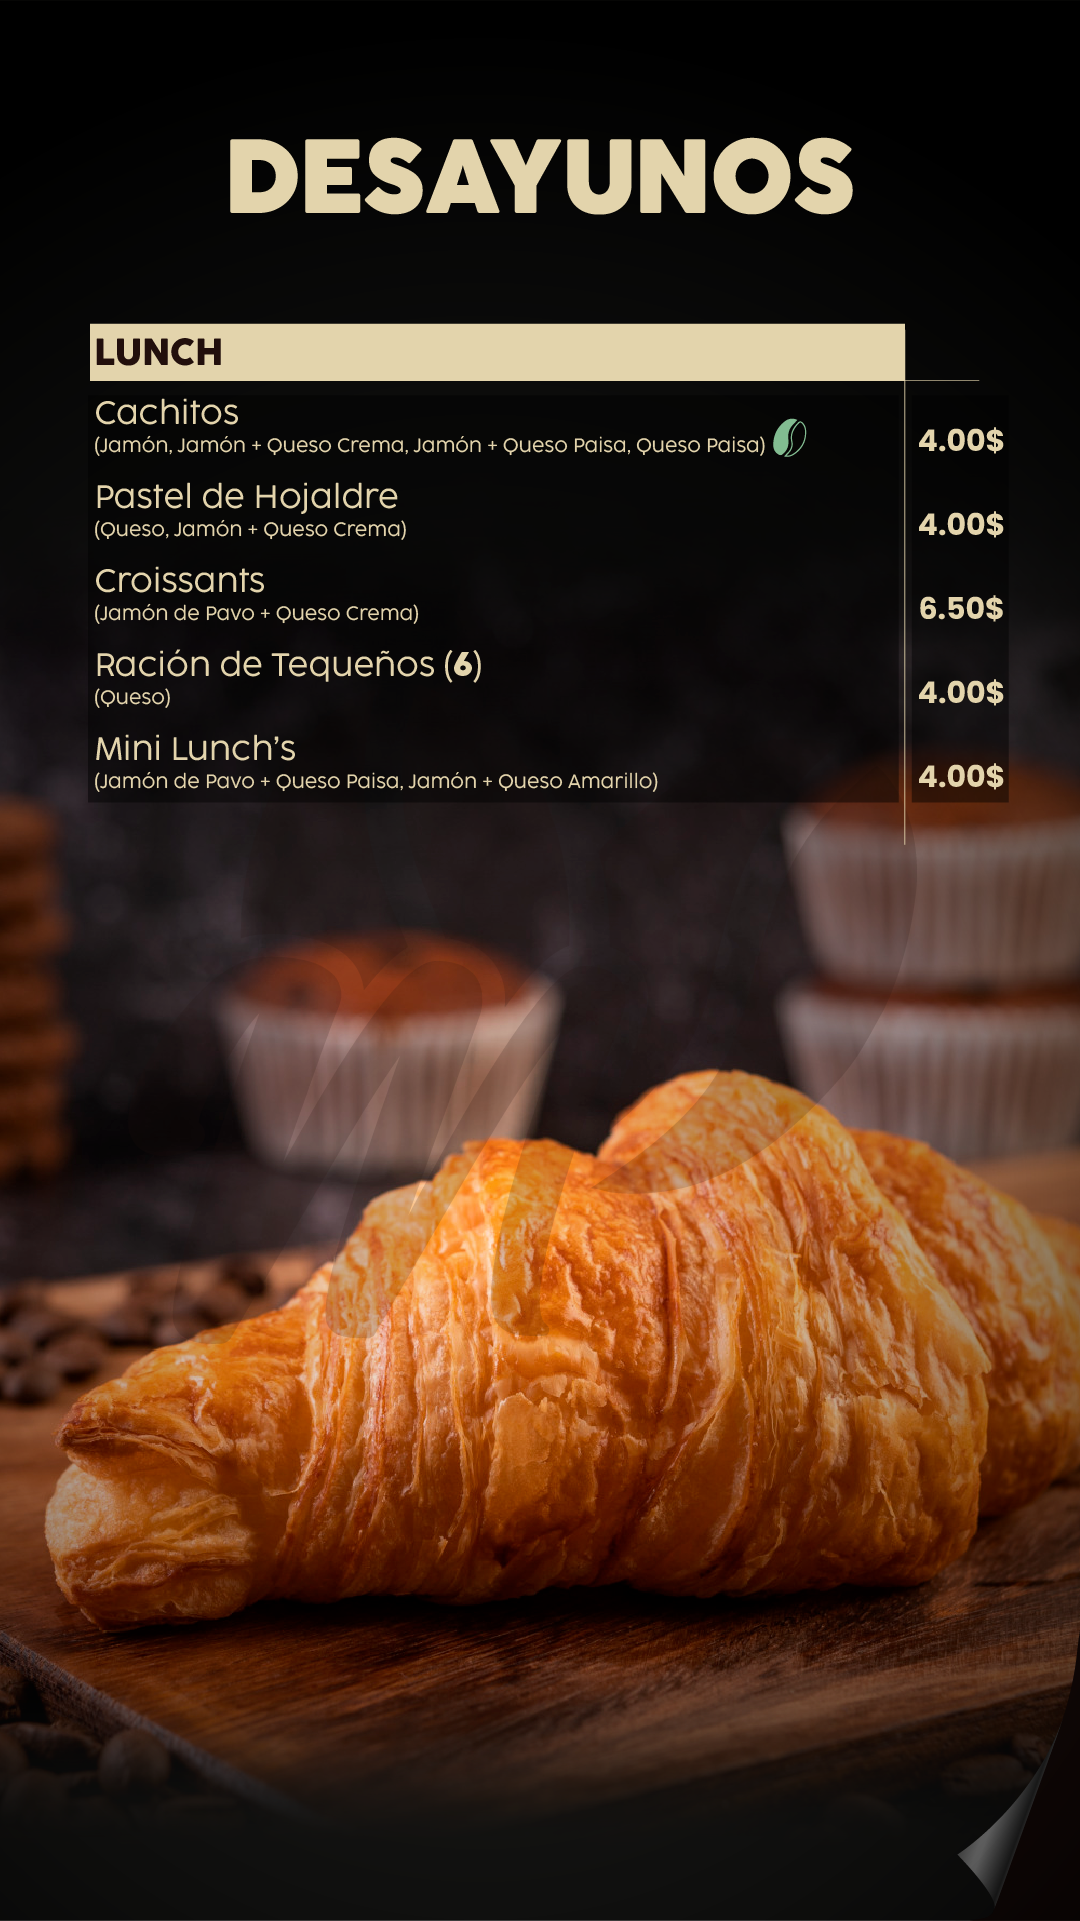 DESAYUNOS
LUNCH
Cachitos
(Jamón, Jamón + Queso Crema, Jamón + Queso Paisa, Queso Paisa)
4.00$
Pastel de Hojaldre
(Queso, Jamón + Queso Crema)
4.00$
Croissants
(Jamón de Pavo + Queso Crema)
6.50$
Ración de Tequeños (6)
(Queso)
4.00$
Mini Lunch’s
(Jamón de Pavo + Queso Paisa, Jamón + Queso Amarillo)
4.00$